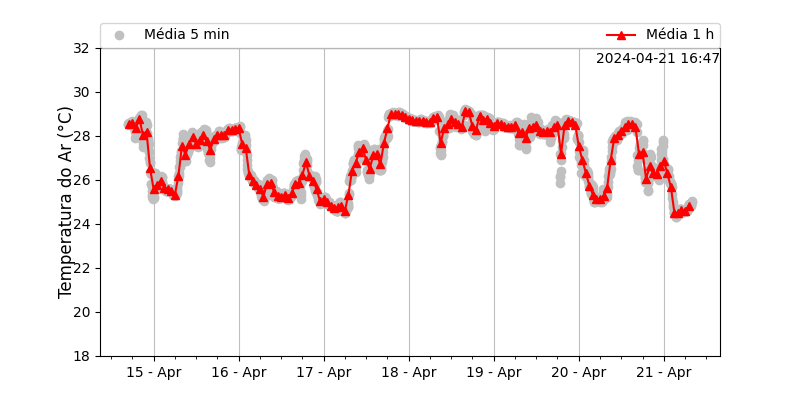 Média 5 min
Média 1 h
2024-04-21 16:47
Temperatura do Ar (°C)
32
30
28
26
24
22
20
18
15 - Apr
16 - Apr
17 - Apr
18 - Apr
19 - Apr
20 - Apr
21 - Apr